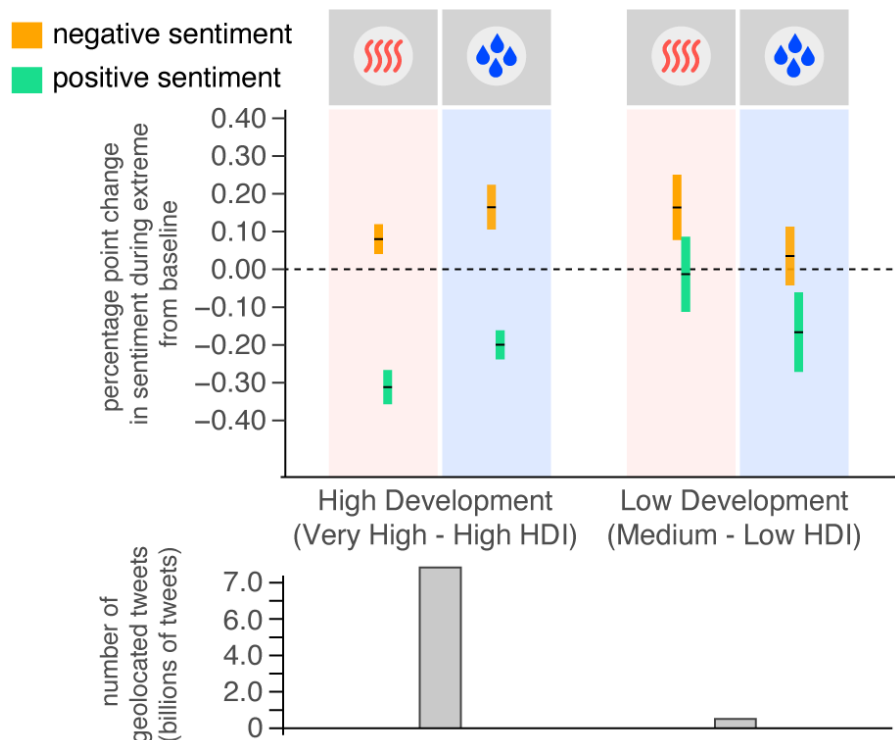 negative sentiment
positive sentiment
percentage point change
in sentiment during extreme
from baseline
0.40
0.30
0.20
0.10
0.00
−0.10
−0.20
−0.30
−0.40
High Development
(Very High - High HDI)
Low Development
(Medium - Low HDI)
number of
geolocated tweets
(billions of tweets)
7.0
6.0
4.0
2.0
0